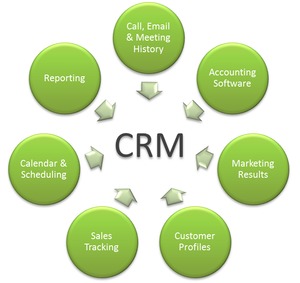 Call, Email
& Meeting
History
Reporting
Accounting
Software
CRM
Calendar &
Scheduling
Marketing
Results
Sales
Tracking
Customer
Profiles